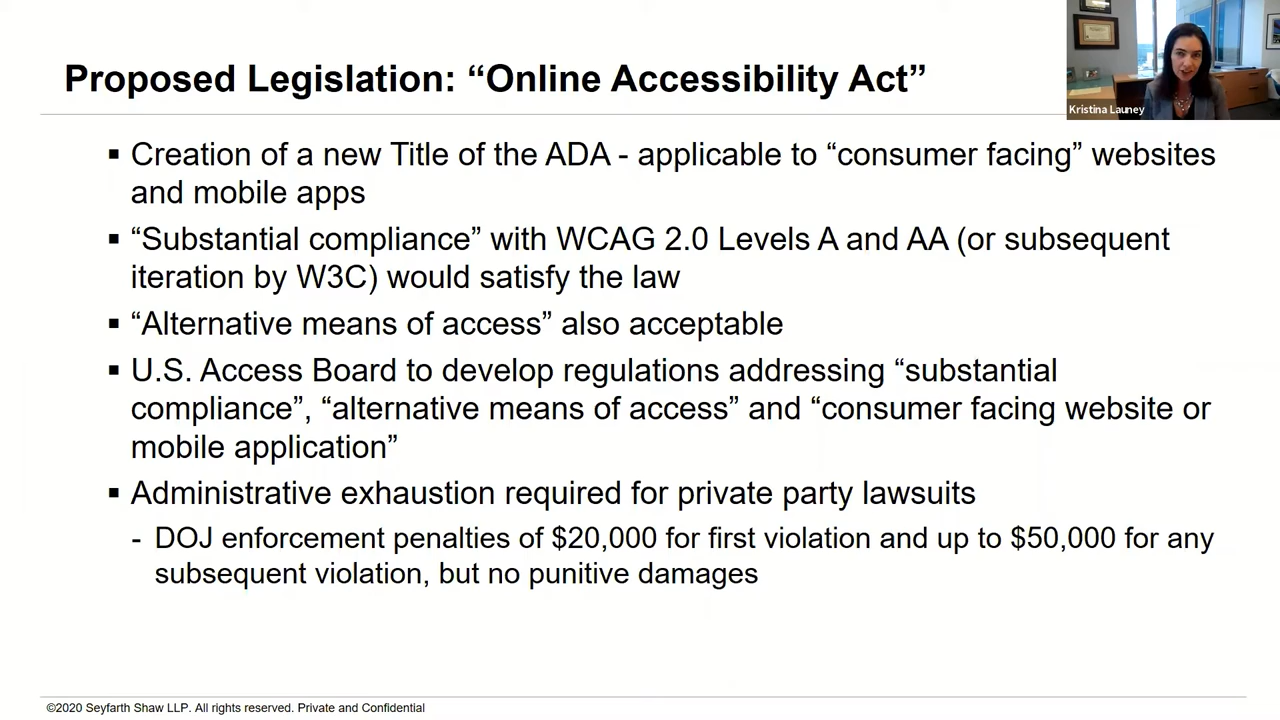 Proposed Legislation: “Online Accessibility Act”
Kristina Launey
▪ Creation of a new Title of the ADA - applicable to “consumer facing” websites
and mobile apps
▪ “Substantial compliance” with WCAG 2.0 Levels A and AA (or subsequent
iteration by W3C) would satisfy the law
▪ “Alternative means of access” also acceptable
▪ U.S. Access Board to develop regulations addressing “substantial
compliance”, “alternative means of access” and “consumer facing website or
mobile application”
▪ Administrative exhaustion required for private party lawsuits
- DOJ enforcement penalties of $20,000 for first violation and up to $50,000 for any
subsequent violation, but no punitive damages
©2020 Seyfarth Shaw LLP. All rights reserved. Private and Confidential